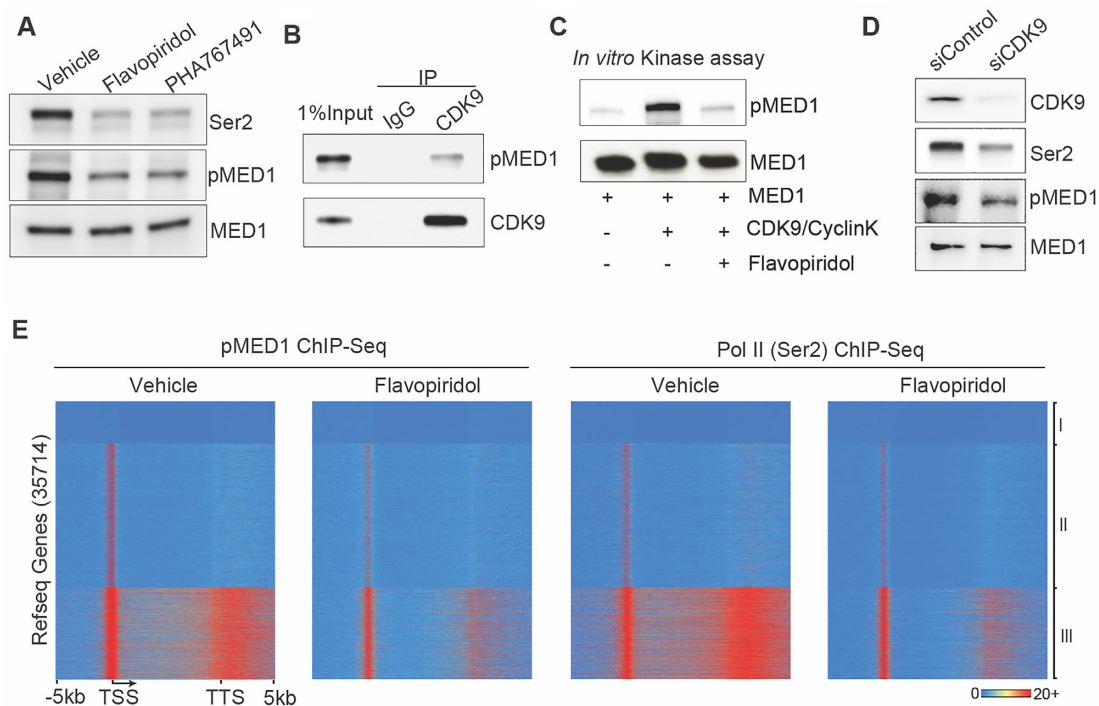 A
Vehicle
Flavopiridol
PHA767491
Ser2
pMED1
MED1
B
IP
1%Input
IgG
CDK9
pMED1
CDK9
C
In vitro Kinase assay
pMED1
MED1
+ + + MED1
- + + CDK9/CyclinK
- - + Flavopiridol
D
siControl
siCDK9
CDK9
Ser2
pMED1
MED1
E
pMED1 ChIP-Seq
Pol II (Ser2) ChIP-Seq
Vehicle
Flavopiridol
Vehicle
Flavopiridol
Refseq Genes (35714)
I
II
III
-5kb TSS TTS 5kb
0 20+